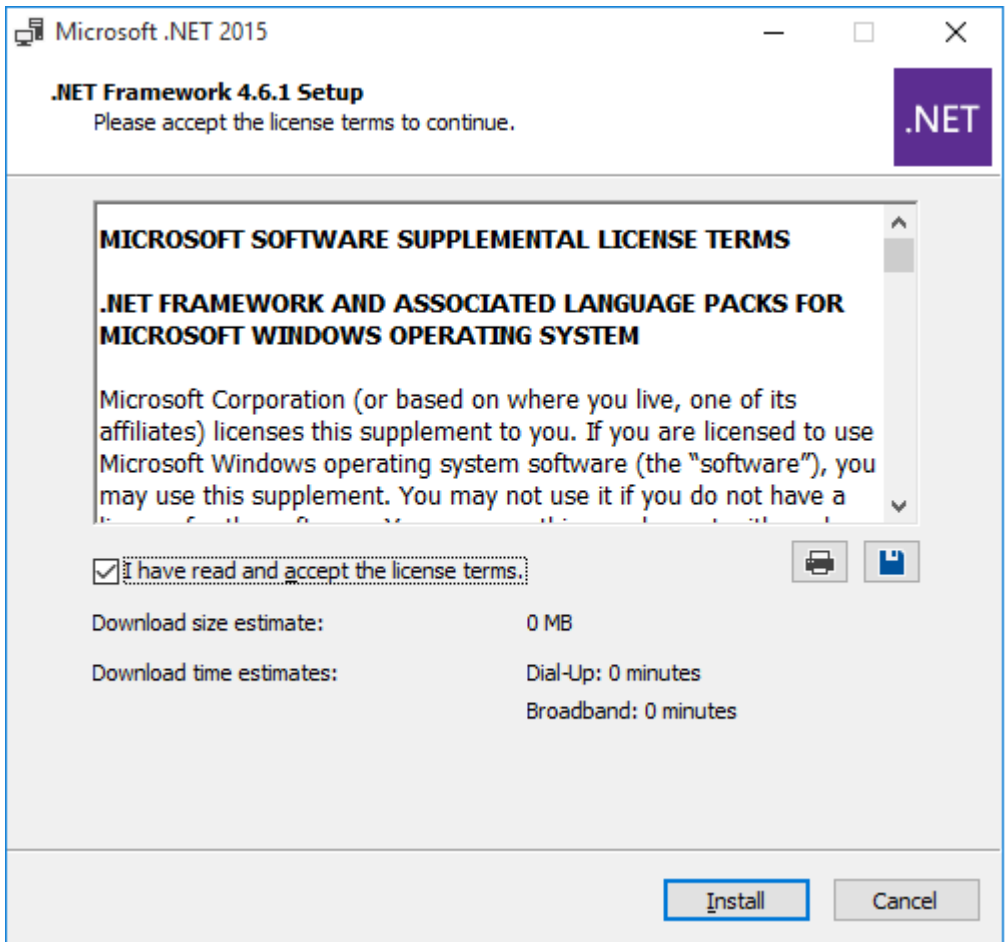 Microsoft .NET 2015
.NET Framework 4.6.1 Setup
Please accept the license terms to continue.
.NET
MICROSOFT SOFTWARE SUPPLEMENTAL LICENSE TERMS
.NET FRAMEWORK AND ASSOCIATED LANGUAGE PACKS FOR
MICROSOFT WINDOWS OPERATING SYSTEM
Microsoft Corporation (or based on where you live, one of its
affiliates) licenses this supplement to you. If you are licensed to use
Microsoft Windows operating system software (the “software”), you
may use this supplement. You may not use it if you do not have a
I have read and accept the license terms.
Download size estimate: 0 MB
Download time estimates: Dial-Up: 0 minutes
Broadband: 0 minutes
Install Cancel